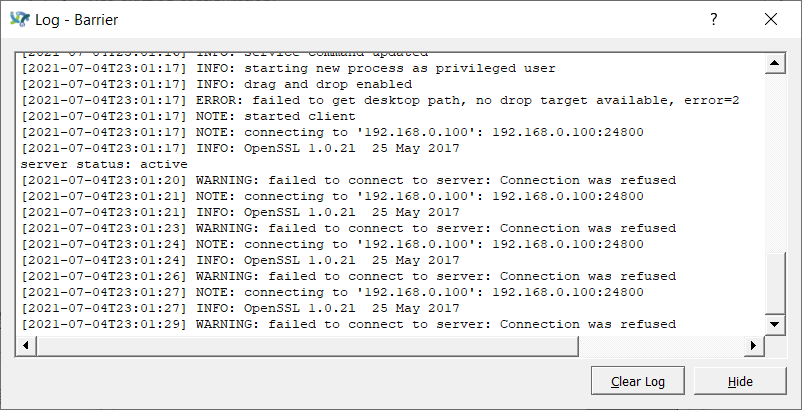 Log - Barrier
[2021-07-04T23:01:16] INFO: service command updated
[2021-07-04T23:01:17] INFO: starting new process as privileged user
[2021-07-04T23:01:17] INFO: drag and drop enabled
[2021-07-04T23:01:17] ERROR: failed to get desktop path, no drop target available, error=2
[2021-07-04T23:01:17] NOTE: started client
[2021-07-04T23:01:17] NOTE: connecting to '192.168.0.100': 192.168.0.100:24800
[2021-07-04T23:01:17] INFO: OpenSSL 1.0.2l  25 May 2017
server status: active
[2021-07-04T23:01:20] WARNING: failed to connect to server: Connection was refused
[2021-07-04T23:01:21] NOTE: connecting to '192.168.0.100': 192.168.0.100:24800
[2021-07-04T23:01:21] INFO: OpenSSL 1.0.2l  25 May 2017
[2021-07-04T23:01:23] WARNING: failed to connect to server: Connection was refused
[2021-07-04T23:01:24] NOTE: connecting to '192.168.0.100': 192.168.0.100:24800
[2021-07-04T23:01:24] INFO: OpenSSL 1.0.2l  25 May 2017
[2021-07-04T23:01:26] WARNING: failed to connect to server: Connection was refused
[2021-07-04T23:01:27] NOTE: connecting to '192.168.0.100': 192.168.0.100:24800
[2021-07-04T23:01:27] INFO: OpenSSL 1.0.2l  25 May 2017
[2021-07-04T23:01:29] WARNING: failed to connect to server: Connection was refused
Clear Log
Hide